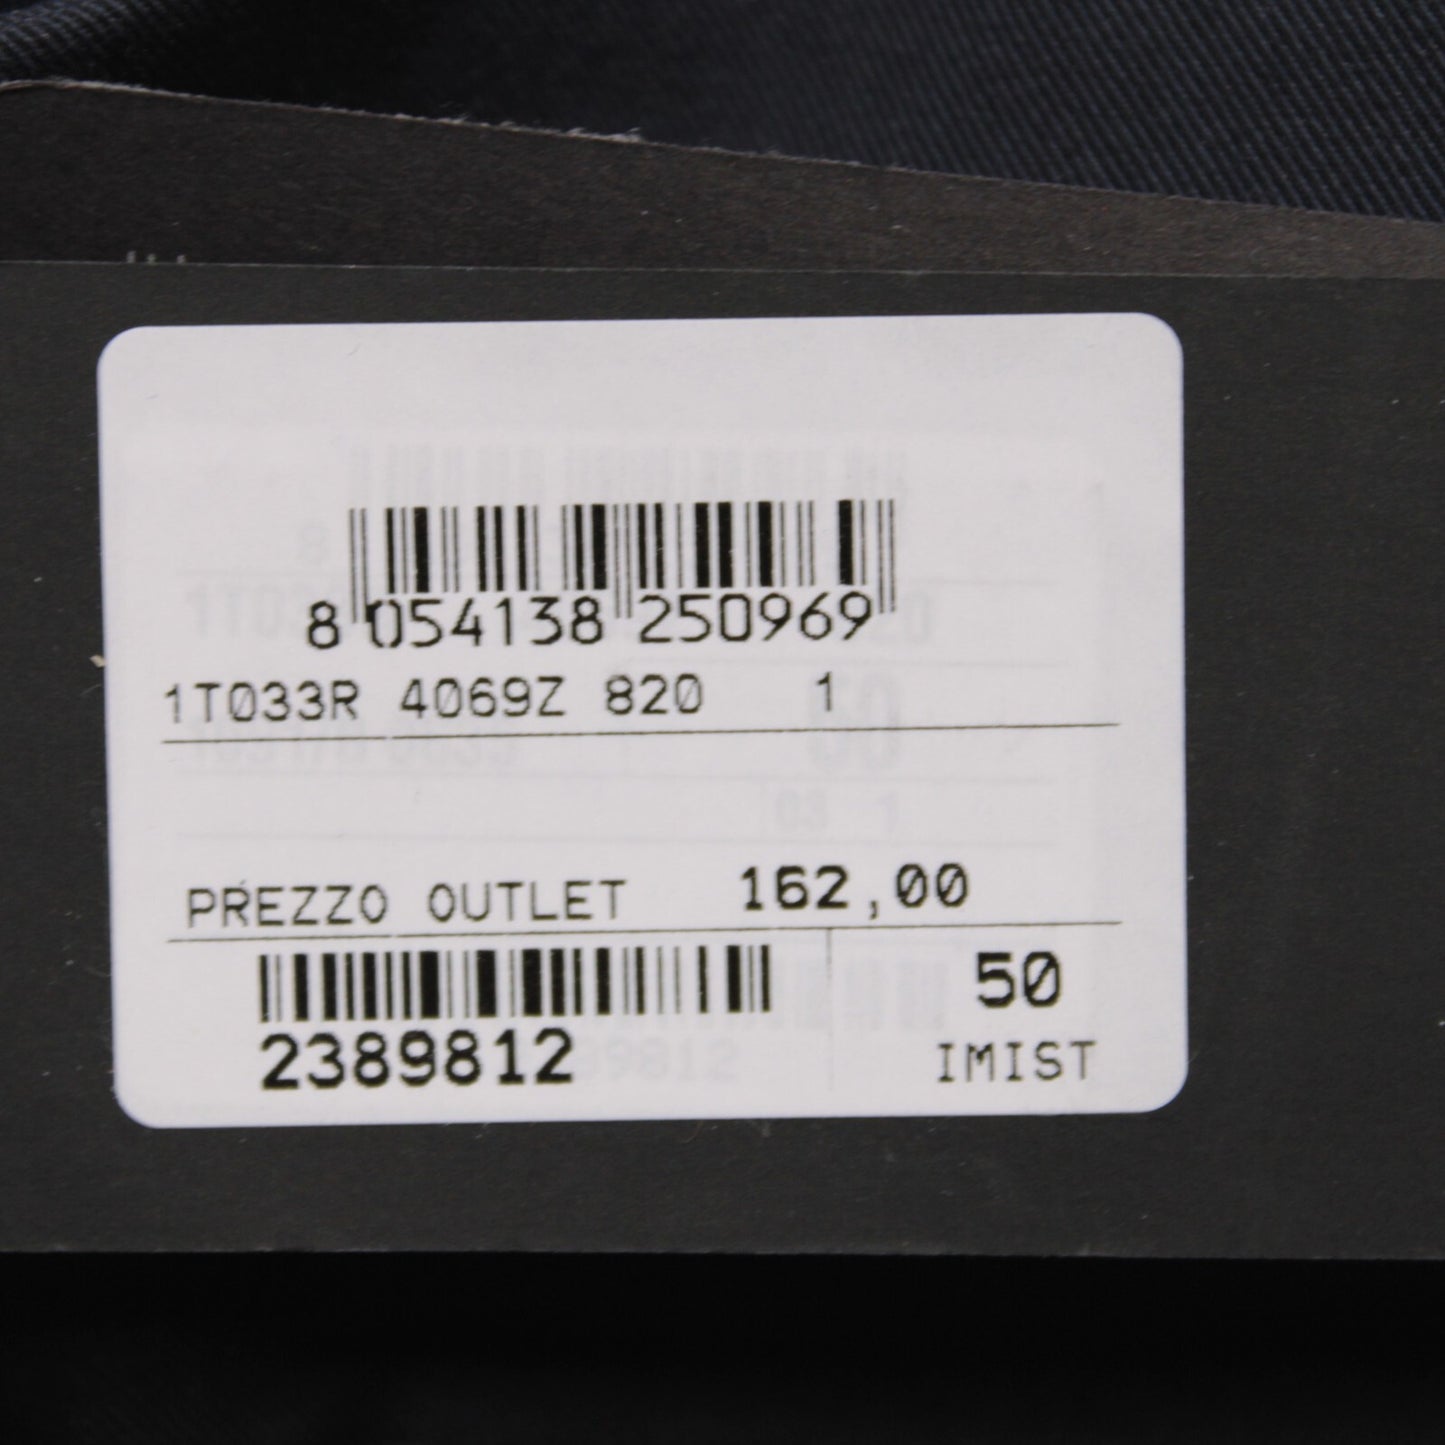 8 054138 250969
1T033R 4069Z 820 1
PREZZO OUTLET 162,00
50
2389812
IMIST